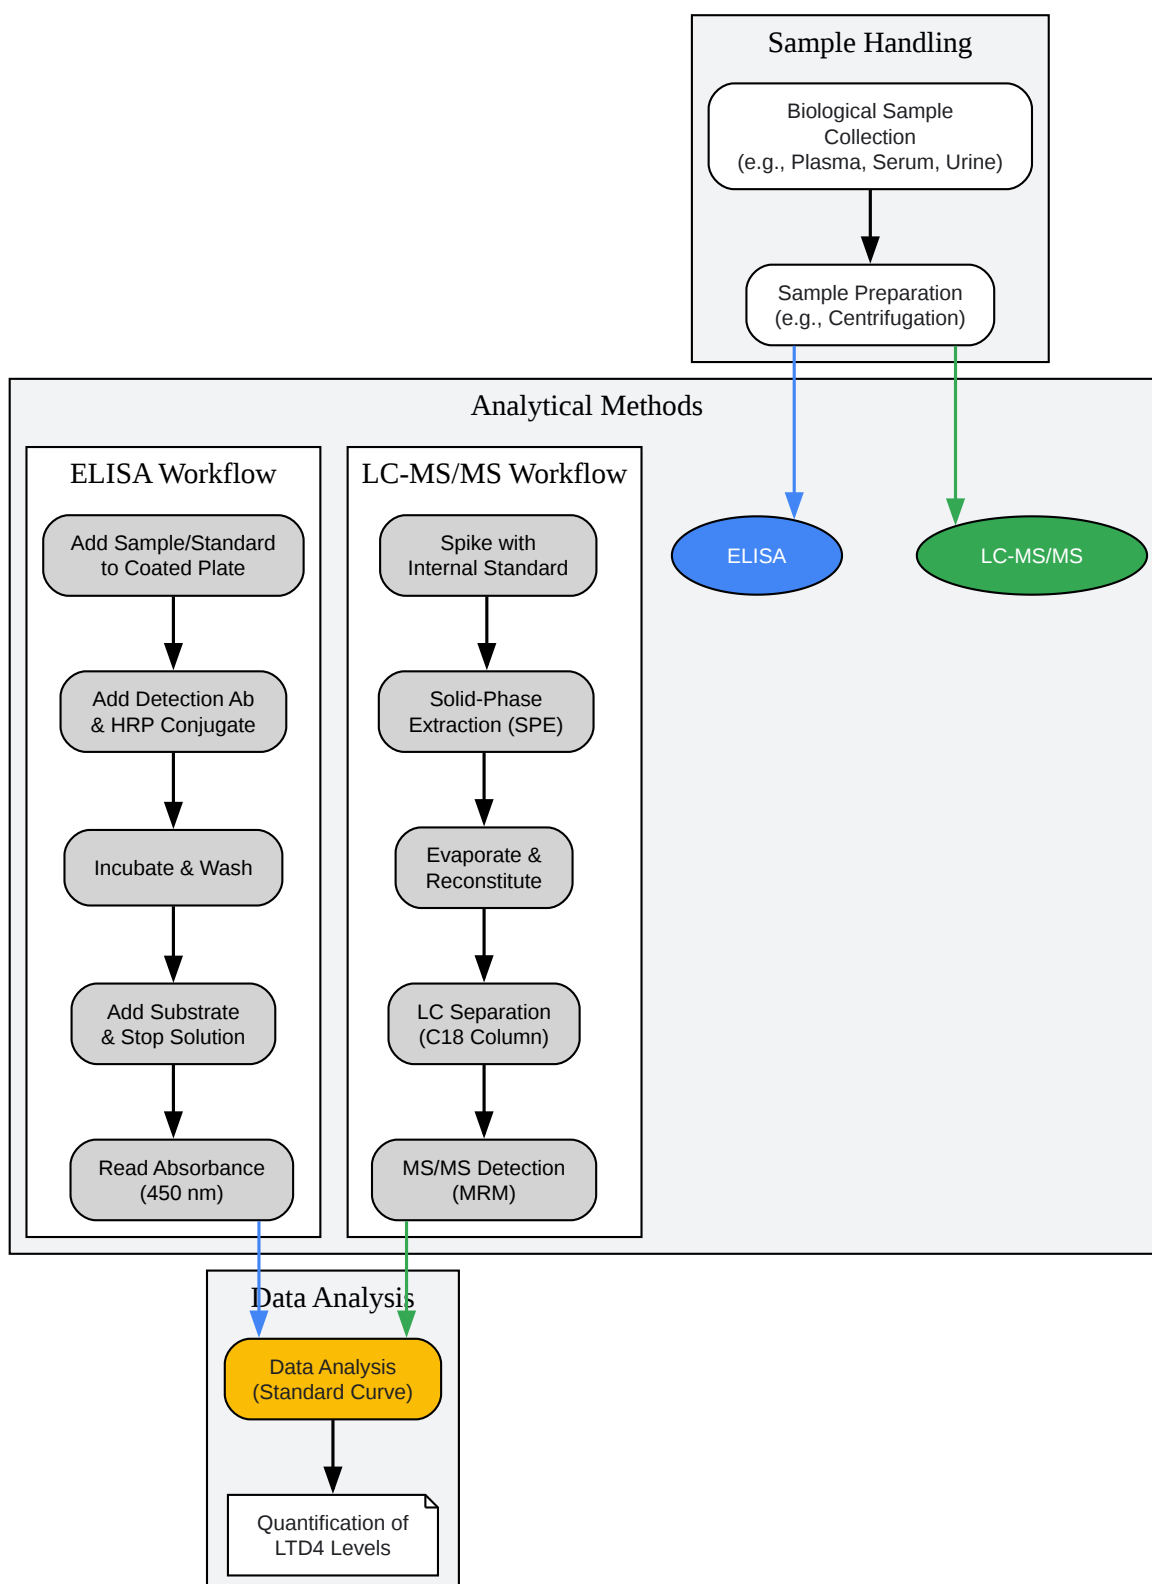 Sample Handling
Biological Sample
Collection
(e.g., Plasma, Serum, Urine)
Sample Preparation
(e.g., Centrifugation)
Analytical Methods
ELISA Workflow
Add Sample/Standard
to Coated Plate
Add Detection Ab
& HRP Conjugate
Incubate & Wash
Add Substrate
& Stop Solution
Read Absorbance
(450 nm)
LC-MS/MS Workflow
Spike with
Internal Standard
Solid-Phase
Extraction (SPE)
Evaporate &
Reconstitute
LC Separation
(C18 Column)
MS/MS Detection
(MRM)
ELISA
LC-MS/MS
Data Analysis
Data Analysis
(Standard Curve)
Quantification of
LTD4 Levels